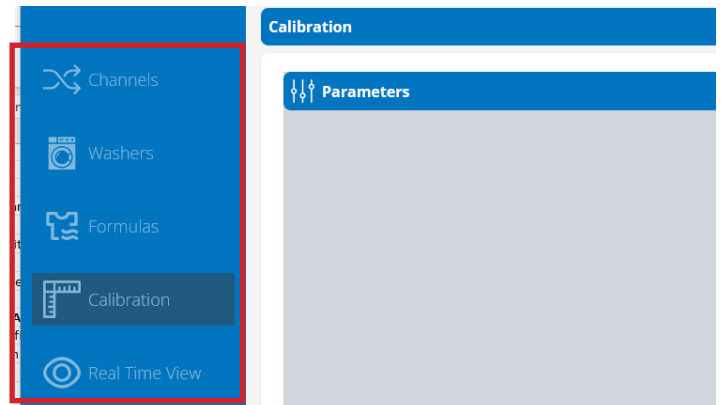 Calibration
Channels
Parameters
Washers
Formulas
Calibration
Real Time View